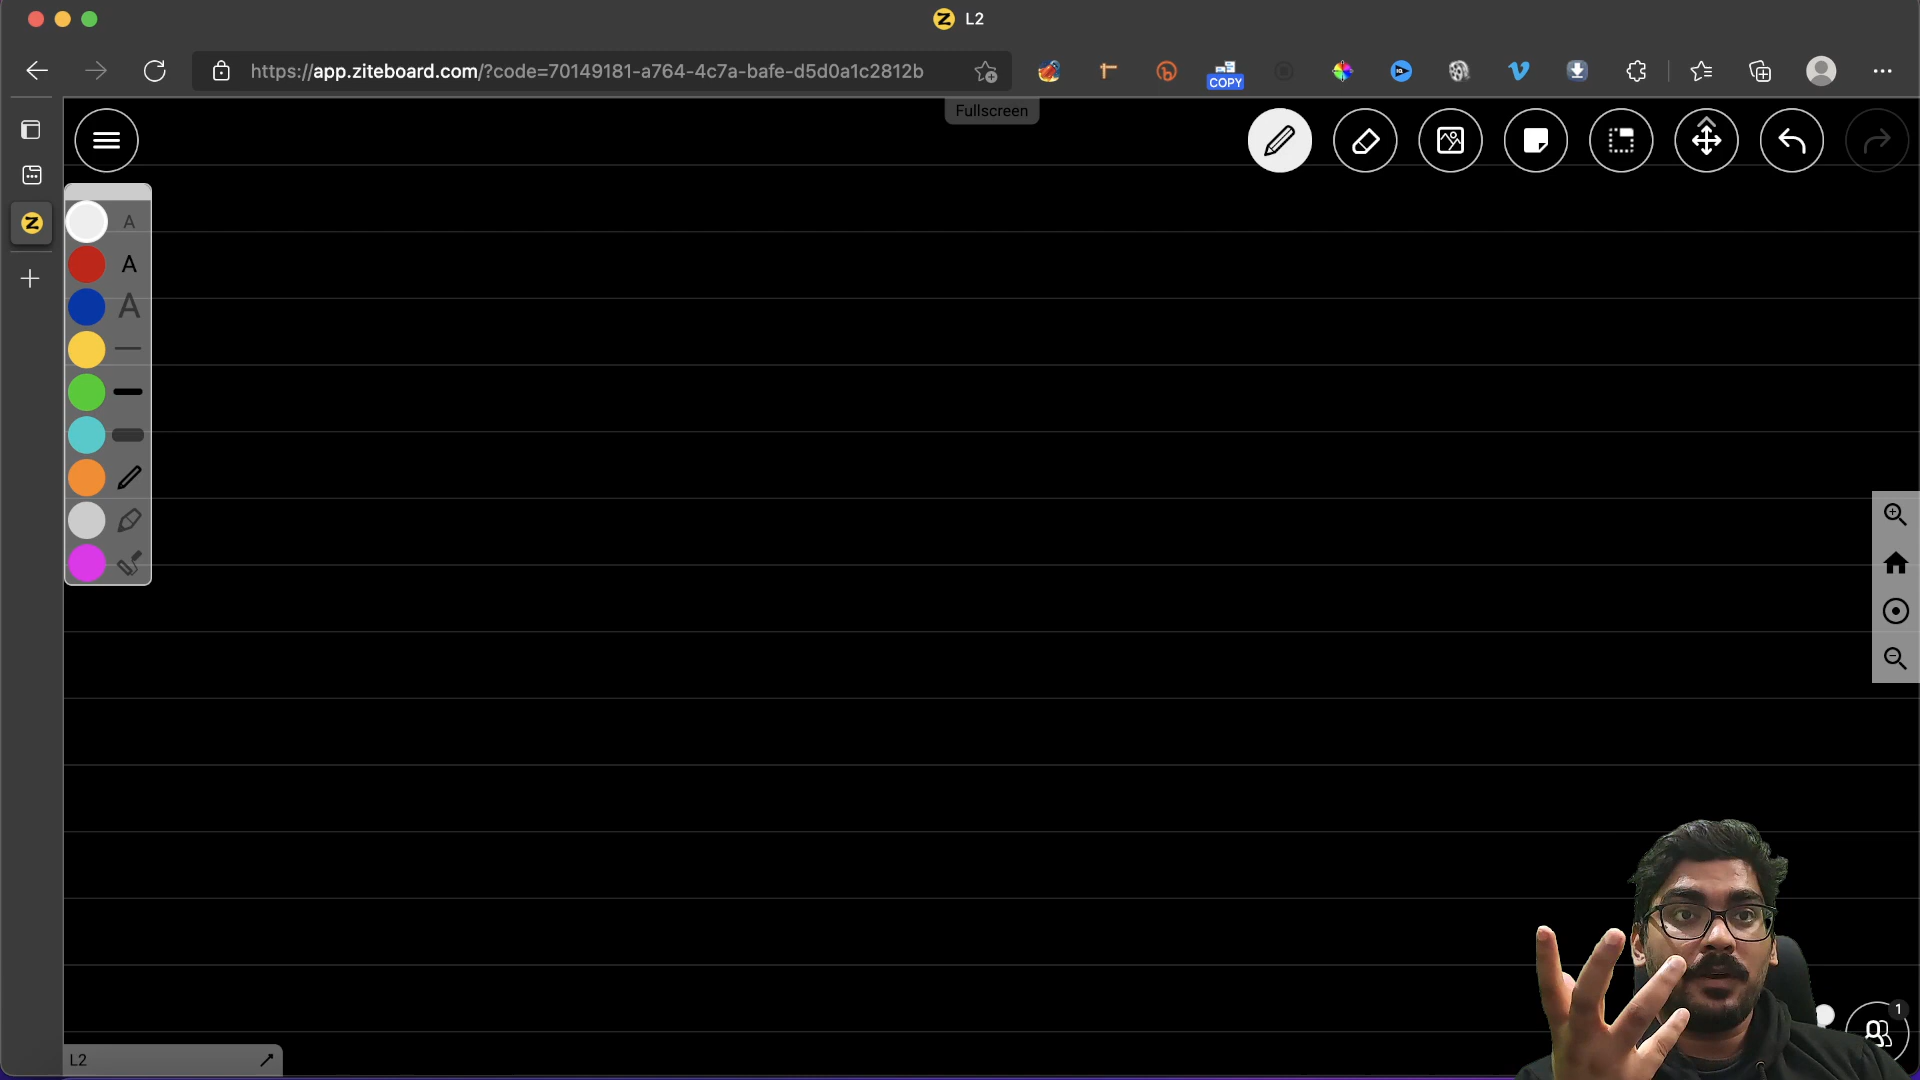 L2
https://app.ziteboard.com/?code=70149181-a764-4c7a-bafe-d5d0a1c2812b
COPY
Fullscreen
A
A
A
1
L2